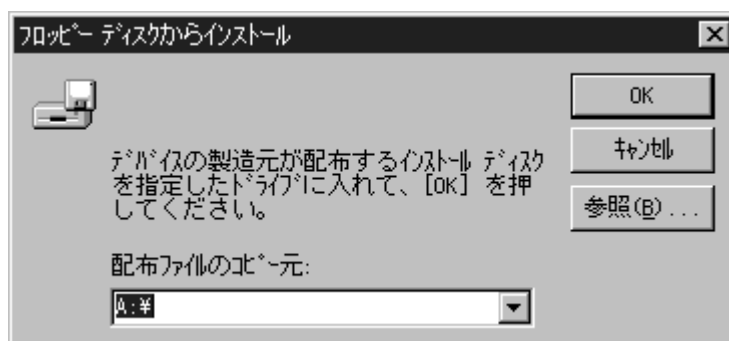 フロッピー ディスクからインストール
OK
デバイスの製造元が配布するインストール ディスク
を指定したドライブに入れて、[OK] を押
してください。
キャンセル
参照(B)...
配布ファイルのコピー元:
A:¥